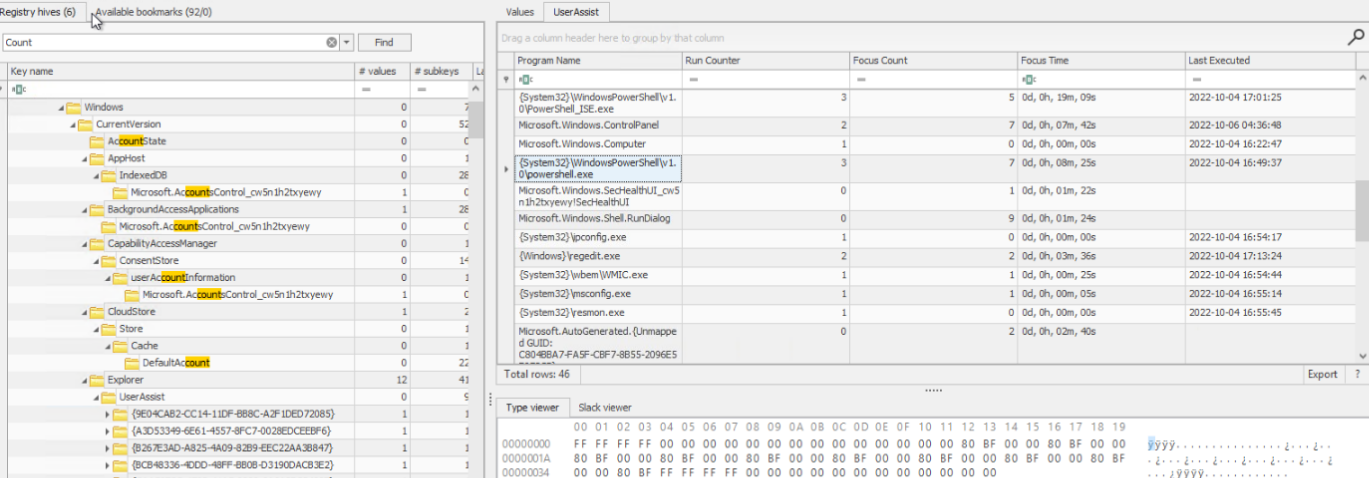 Registry hives (6) Available bookmarks (92/0)
Count Find
Key name # values # subkeys
= =
Windows 0
CurrentVersion 0 52
AccountState 0
AppHost 0 1
IndexedDB 0 28
Microsoft.AccountsControl_cw5n1h2txyewy 1 0
BackgroundAccessApplications 1 28
Microsoft.AccountsControl_cw5n1h2txyewy 0
CapabilityAccessManager 0 1
ConsentStore 0 14
userAccountInformation 0 1
Microsoft.AccountsControl_cw5n1h2txyewy 1 0
CloudStore 1 2
Store 0 1
Cache 0 1
DefaultAccount 0 22
Explorer 12 41
UserAssist 0 9
{9E04CAB2-CC14-11DF-BB8C-A2F1DED72085} 1 1
{A3D53349-6E61-4557-8FC7-0028EDCEEBF6} 1 1
{B267E3AD-A825-4A09-82B9-EEC22AA3B847} 1 1
{BCB48336-4DDD-48FF-BB0B-D3190DACB3E2} 1 1
Values UserAssist
Drag a column header here to group by that column
Program Name Run Counter Focus Count Focus Time Last Executed
= = =
{System32}\WindowsPowerShell\v1. 3 5 0d, 0h, 19m, 09s 2022-10-04 17:01:25
0\PowerShell_ISE.exe
Microsoft.Windows.ControlPanel 2 7 0d, 0h, 07m, 42s 2022-10-06 04:36:48
Microsoft.Windows.Computer 1 0 0d, 0h, 00m, 00s 2022-10-04 16:22:47
{System32}\WindowsPowerShell\v1. 3 7 0d, 0h, 08m, 25s 2022-10-04 16:49:37
0\powershell.exe
Microsoft.Windows.SecHealthUI_cw5 0 1 0d, 0h, 01m, 22s
n1h2txyewy!SecHealthUI
Microsoft.Windows.Shell.RunDialog 0 9 0d, 0h, 01m, 24s
{System32}\ipconfig.exe 1 0 0d, 0h, 00m, 00s 2022-10-04 16:54:17
{Windows}\regedit.exe 2 2 0d, 0h, 03m, 36s 2022-10-04 17:13:24
{System32}\wbem\WMIC.exe 1 1 0d, 0h, 00m, 25s 2022-10-04 16:54:44
{System32}\msconfig.exe 1 1 0d, 0h, 00m, 05s 2022-10-04 16:55:14
{System32}\resmon.exe 1 0 0d, 0h, 00m, 00s 2022-10-04 16:55:45
Microsoft.AutoGenerated.{Unmappe 0 2 0d, 0h, 02m, 40s
d GUID:
C804BBA7-FA5F-CBF7-8B55-2096E5
Total rows: 46 Export ?
Type viewer Slack viewer
00 01 02 03 04 05 06 07 08 09 0A 0B 0C 0D 0E 0F 10 11 12 13 14 15 16 17 18 19
00000000 FF FF FF FF 00 00 00 00 00 00 00 00 00 00 00 00 00 00 80 BF 00 00 80 BF 00 00 ÿÿÿÿ..............¿...¿..
0000001A 80 BF 00 00 80 BF 00 00 80 BF 00 00 80 BF 00 00 80 BF 00 00 80 BF 00 00 80 BF .¿...¿...¿...¿...¿...¿...¿
00000034 00 00 80 BF FF FF FF FF 00 00 00 00 00 00 00 00 00 00 00 00 ...¿ÿÿÿÿ............